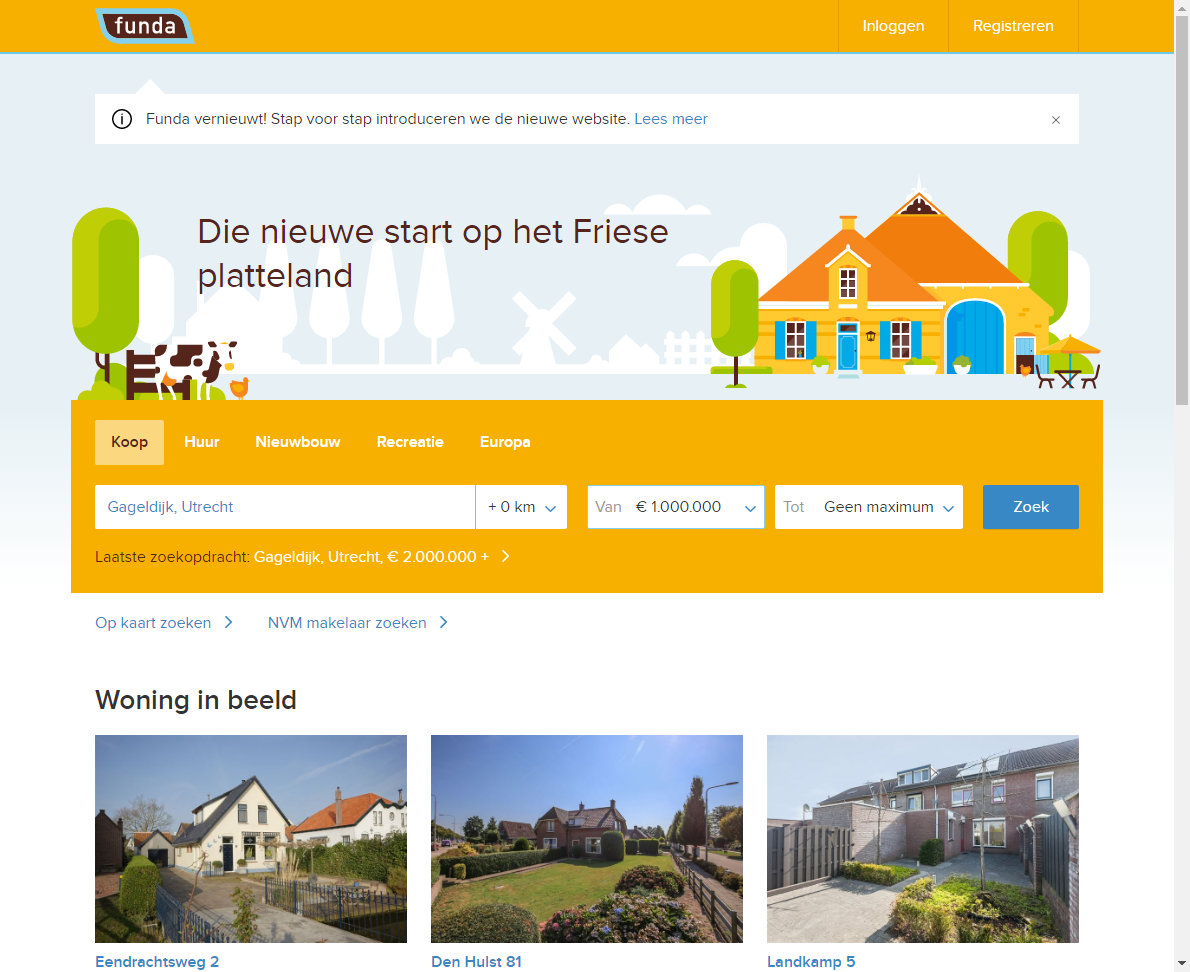 funda
Inloggen
Registreren
Funda vernieuwt! Stap voor stap introduceren we de nieuwe website. Lees meer
×
Die nieuwe start op het Friese
platteland
Koop
Huur
Nieuwbouw
Recreatie
Europa
Gageldijk, Utrecht
+ 0 km
Van € 1.000.000
Tot Geen maximum
Zoek
Laatste zoekopdracht: Gageldijk, Utrecht, € 2.000.000 +
Op kaart zoeken
NVM makelaar zoeken
Woning in beeld
Eendrachtsweg 2
Den Hulst 81
Landkamp 5